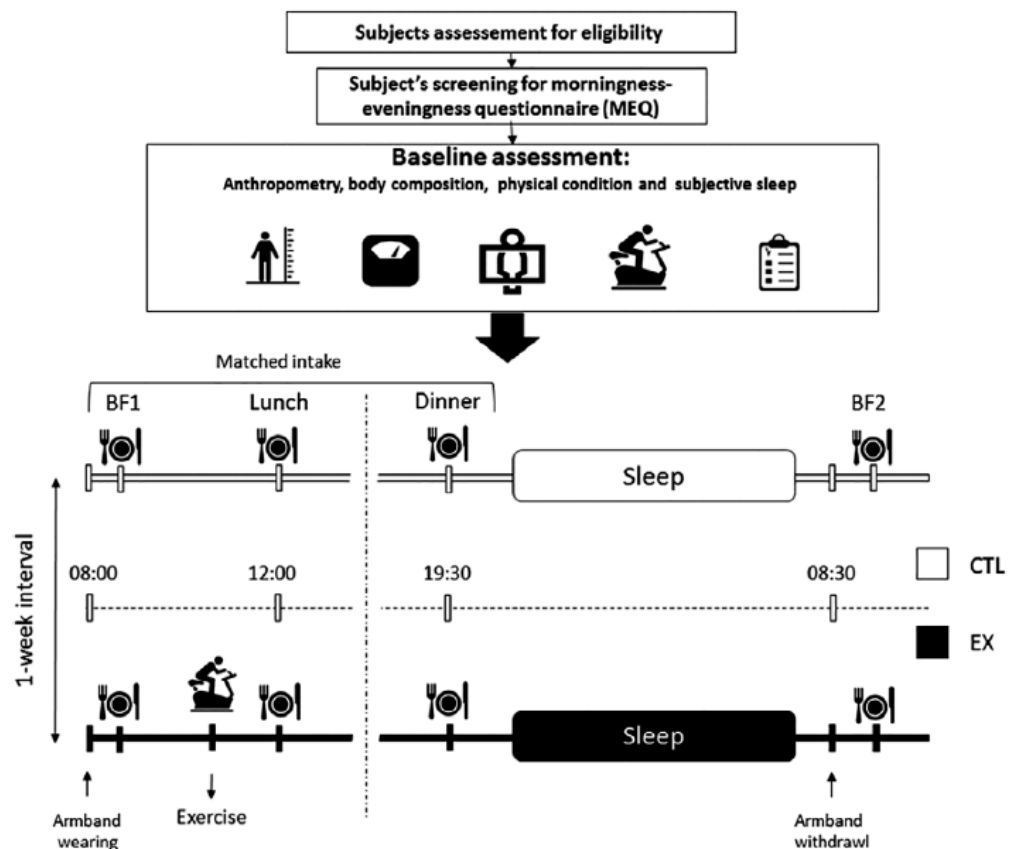 Subjects assessement for eligibility
Subject's screening for morningness-
eveningness questionnaire (MEQ)
Baseline assessment:
Anthropometry, body composition, physical condition and subjective sleep
Matched intake
BF1
Lunch
Dinner
BF2
Sleep
1-week interval
08:00
12:00
19:30
08:30
CTL
EX
Sleep
Armband
wearing
Exercise
Armband
withdrawl